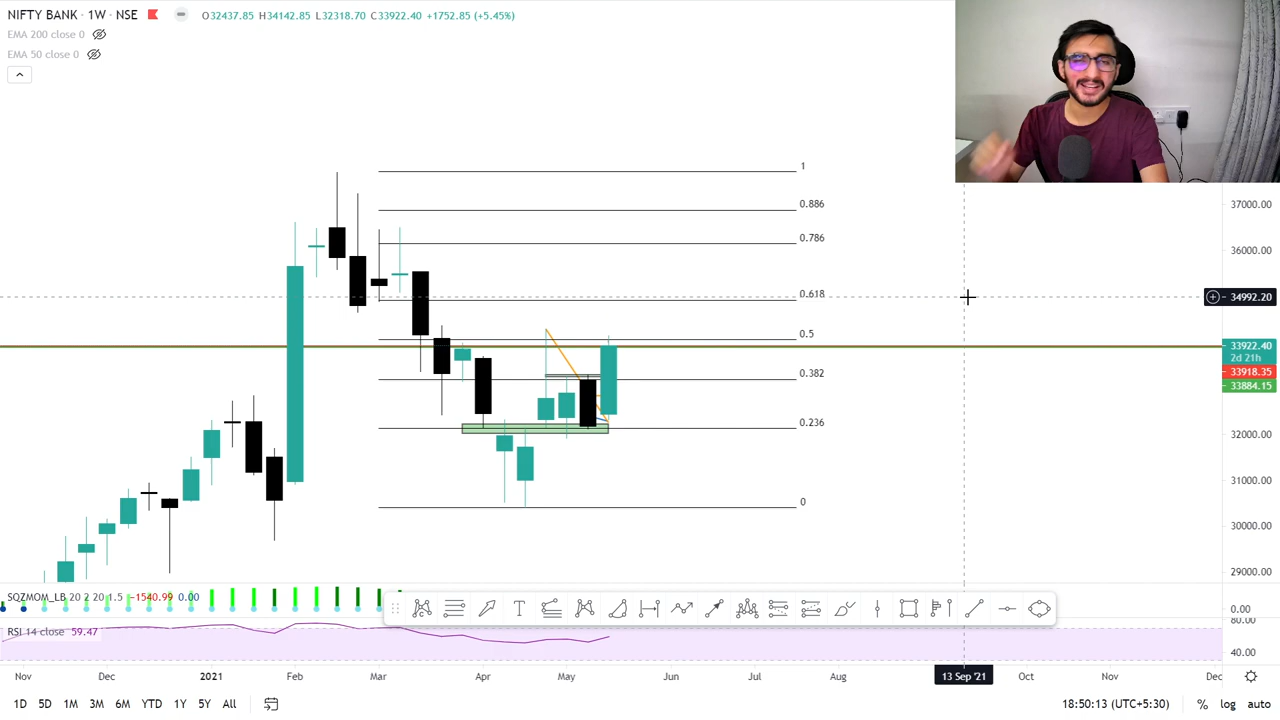 NIFTY BANK · 1W · NSE O32437.85 H34142.85 L32318.70 C33922.40 +1752.85 (+5.45%)
EMA 200 close 0
EMA 50 close 0
1
0.886
0.786
0.618
0.5
0.382
0.236
0
37000.00
36000.00
34992.20
33922.40
2d 21h
33918.35
33884.15
32000.00
31000.00
30000.00
29000.00
SQZMOM_LB 20 2 20 1.5 −1540.99 0.00
0.00
RSI 14 close 59.47
80.00
40.00
Nov Dec 2021 Feb Mar Apr May Jun Jul Aug 13 Sep '21 Oct Nov Dec
1D 5D 1M 3M 6M YTD 1Y 5Y All 18:50:13 (UTC+5:30) % log auto